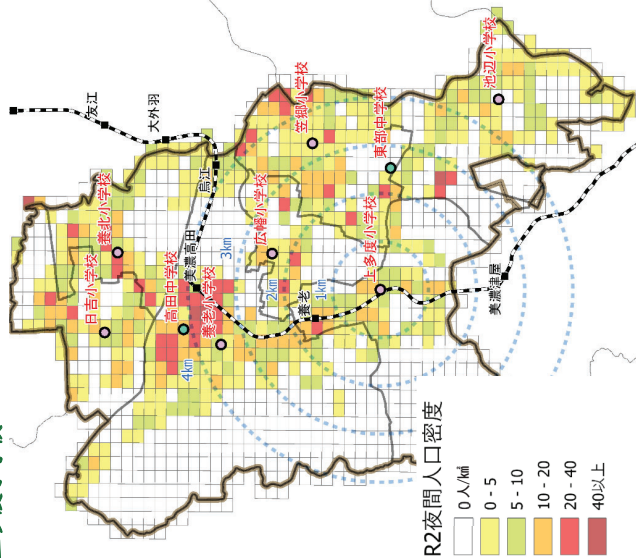 友江
大外羽
烏江
美濃高田
日吉小学校
養北小学校
高田中学校
養老小学校
広幡小学校
笠郷小学校
東部中学校
池辺小学校
上多度小学校
養老
美濃津屋
1km
2km
3km
4km
R2夜間人口密度
0人/k㎡
0 - 5
5 - 10
10 - 20
20 - 40
40以上